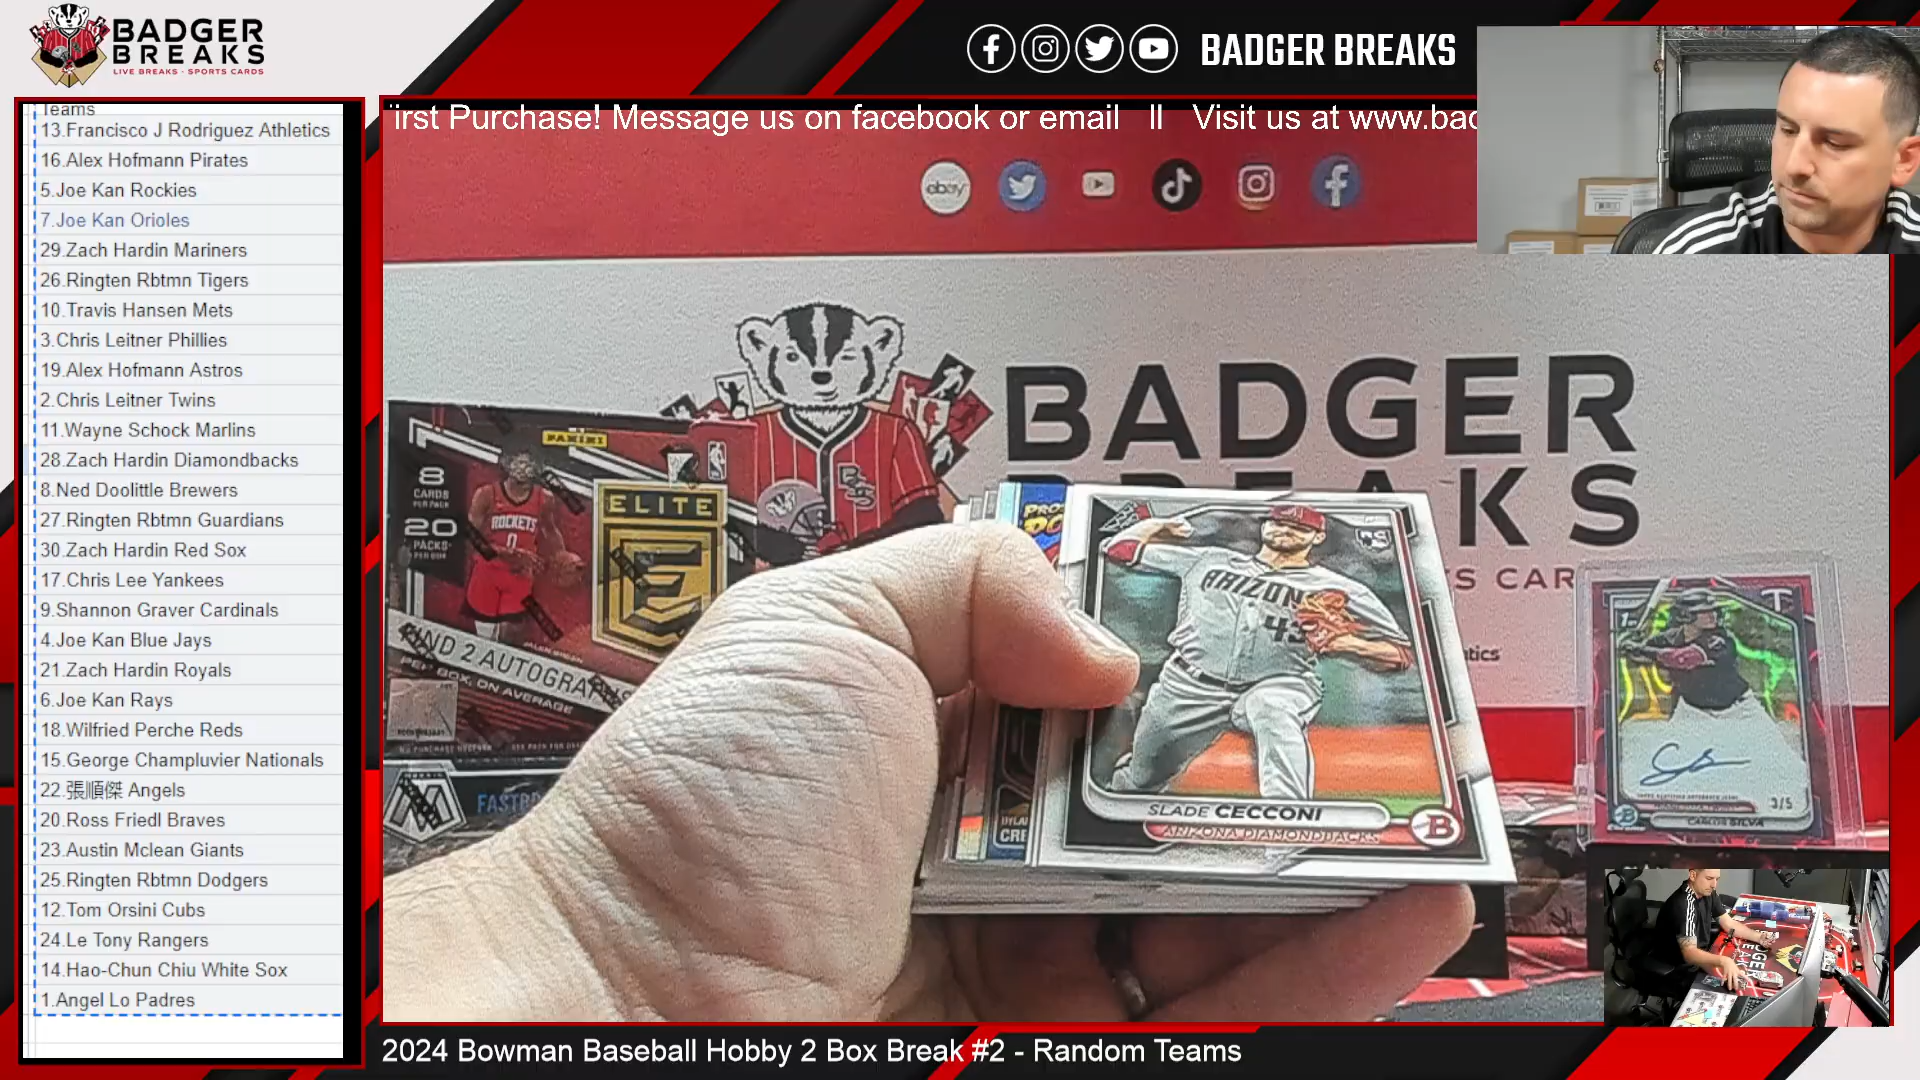 BADGER
BREAKS
LIVE BREAKS - SPORTS CARDS
BADGER BREAKS
irst Purchase! Message us on facebook or email ll Visit us at www.bad
Teams
13.Francisco J Rodriguez Athletics
16.Alex Hofmann Pirates
5.Joe Kan Rockies
7.Joe Kan Orioles
29.Zach Hardin Mariners
26.Ringten Rbtmn Tigers
10.Travis Hansen Mets
3.Chris Leitner Phillies
19.Alex Hofmann Astros
2.Chris Leitner Twins
11.Wayne Schock Marlins
28.Zach Hardin Diamondbacks
8.Ned Doolittle Brewers
27.Ringten Rbtmn Guardians
30.Zach Hardin Red Sox
17.Chris Lee Yankees
9.Shannon Graver Cardinals
4.Joe Kan Blue Jays
21.Zach Hardin Royals
6.Joe Kan Rays
18.Wilfried Perche Reds
15.George Champluvier Nationals
22.張順傑 Angels
20.Ross Friedl Braves
23.Austin Mclean Giants
25.Ringten Rbtmn Dodgers
12.Tom Orsini Cubs
24.Le Tony Rangers
14.Hao-Chun Chiu White Sox
1.Angel Lo Padres
ebay
BADGER
S CAR
PANINI
8
CARDS
PER PACK
20
PACKS
ELITE
E
ROCKETS
0
FIND 2 AUTOGRAPHS
PER BOX, ON AVERAGE
ARIZON
SLADE CECCONI
ARIZONA DIAMONDBACKS
B
CARLOS SILVA
3/5
2024 Bowman Baseball Hobby 2 Box Break #2 - Random Teams